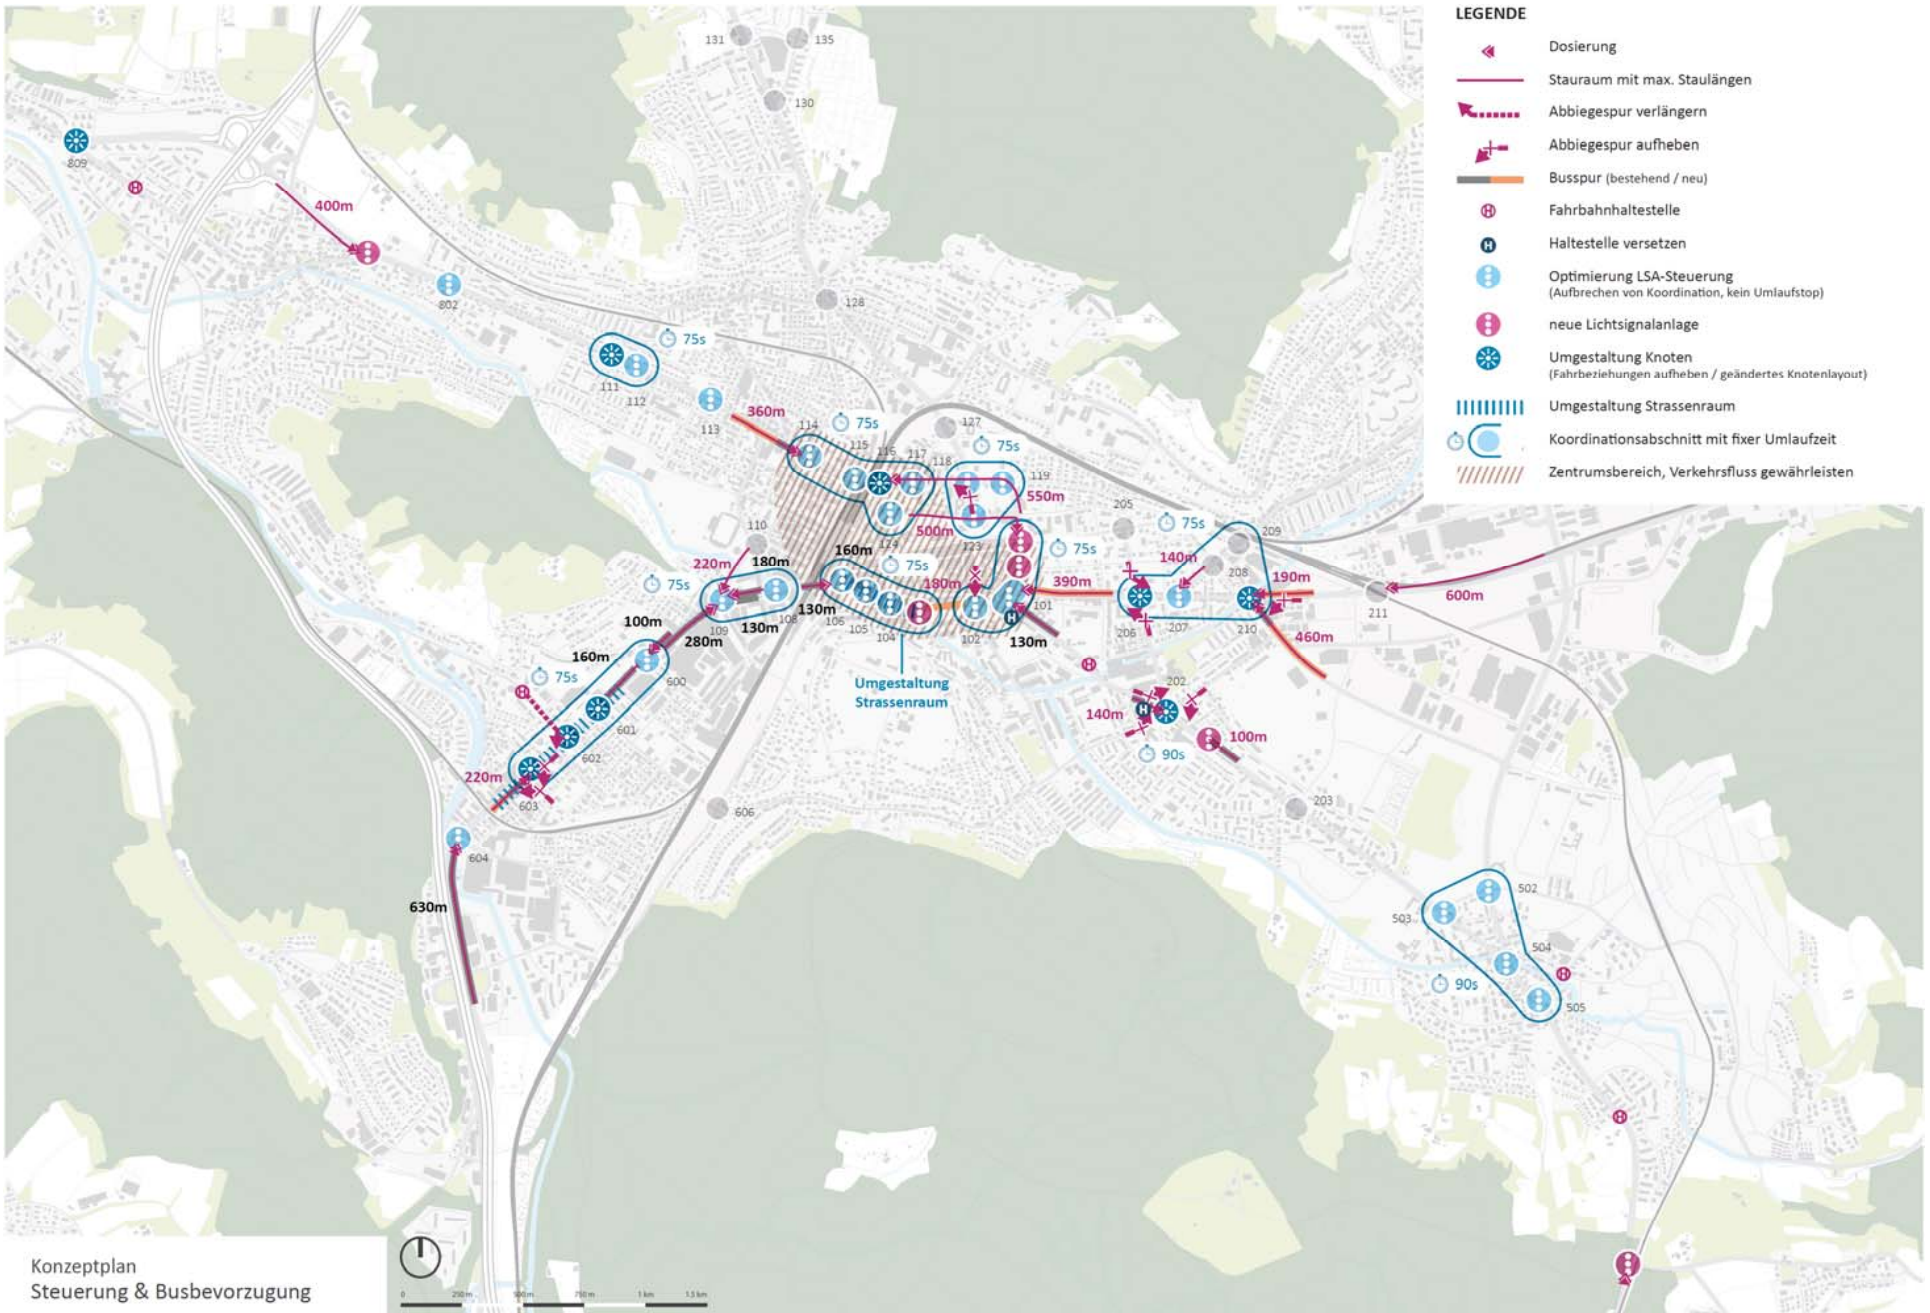 LEGENDE
Dosierung
Stauraum mit max. Staulängen
Abbiegespur verlängern
Abbiegespur aufheben
Busspur (bestehend / neu)
Fahrbahnhaltestelle
Haltestelle versetzen
Optimierung LSA-Steuerung
(Aufbrechen von Koordination, kein Umlaufstop)
neue Lichtsignalanlage
Umgestaltung Knoten
(Fahrbeziehungen aufheben / geändertes Knotenlayout)
Umgestaltung Strassenraum
Koordinationsabschnitt mit fixer Umlaufzeit
Zentrumsbereich, Verkehrsfluss gewährleisten
131
135
130
809
H
400m
802
128
75s
111
112
113
360m
114
75s
115
116
117
118
127
75s
119
550m
500m
124
123
205
75s
209
110
220m
180m
160m
75s
75s
180m
390m
140m
208
190m
75s
109
130m
108
130m
106
105
104
102
101
H
130m
206
207
210
211
600m
460m
100m
280m
160m
600
75s
H
601
602
220m
603
604
606
630m
Umgestaltung
Strassenraum
H
202
140m
H
90s
100m
203
502
503
504
H
90s
505
H
Konzeptplan
Steuerung & Busbevorzugung
0
250 m
500 m
750 m
1 km